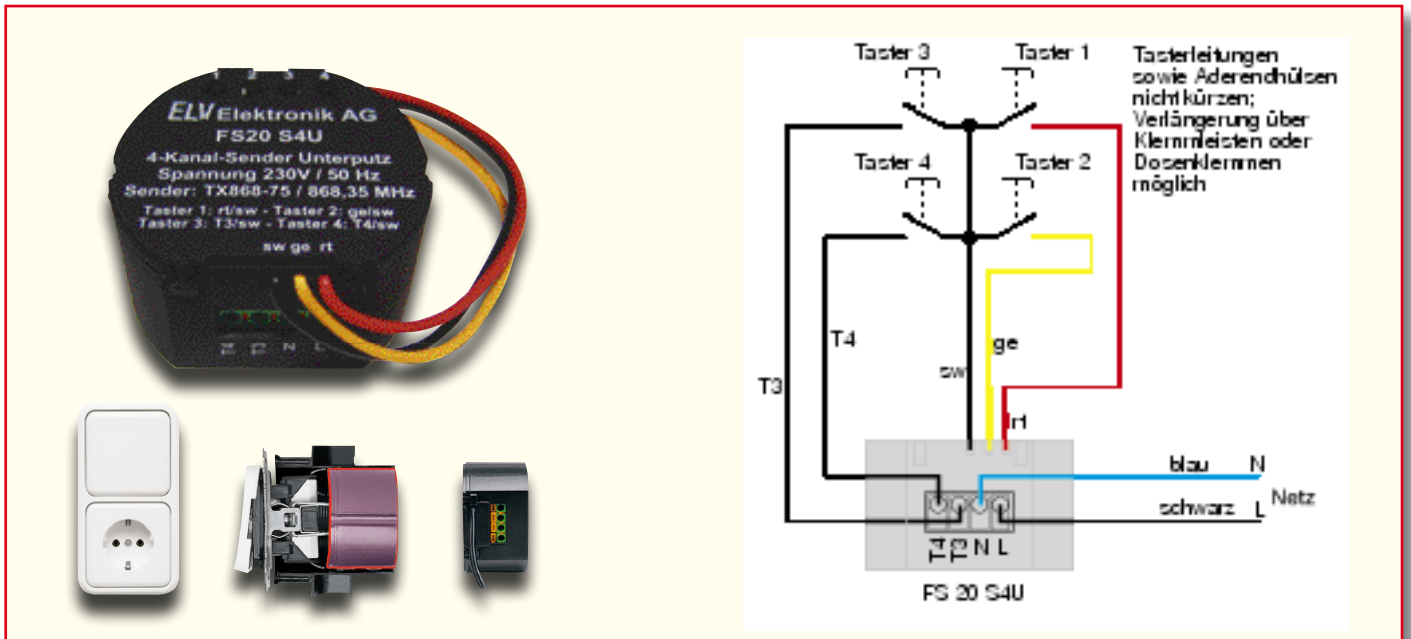 1 2 3 4
ELV Elektronik AG
FS20 S4U
4-Kanal-Sender Unterputz
Spannung 230V / 50 Hz
Sender: TX868-75 / 868,35 MHz
Taster 1: rt/sw - Taster 2: ge/sw
Taster 3: T3/sw - Taster 4: T4/sw
sw ge rt
T4 T3 N L
Taster 3
Taster 1
Tasterleitungen
sowie Aderendhülsen
nicht kürzen;
Verlängerung über
Klemmleisten oder
Dosenklemmen
möglich
Taster 4
Taster 2
T4
ge
sw
T3
rt
blau N
Netz
schwarz L
T4 T3 N L
FS 20 S4U